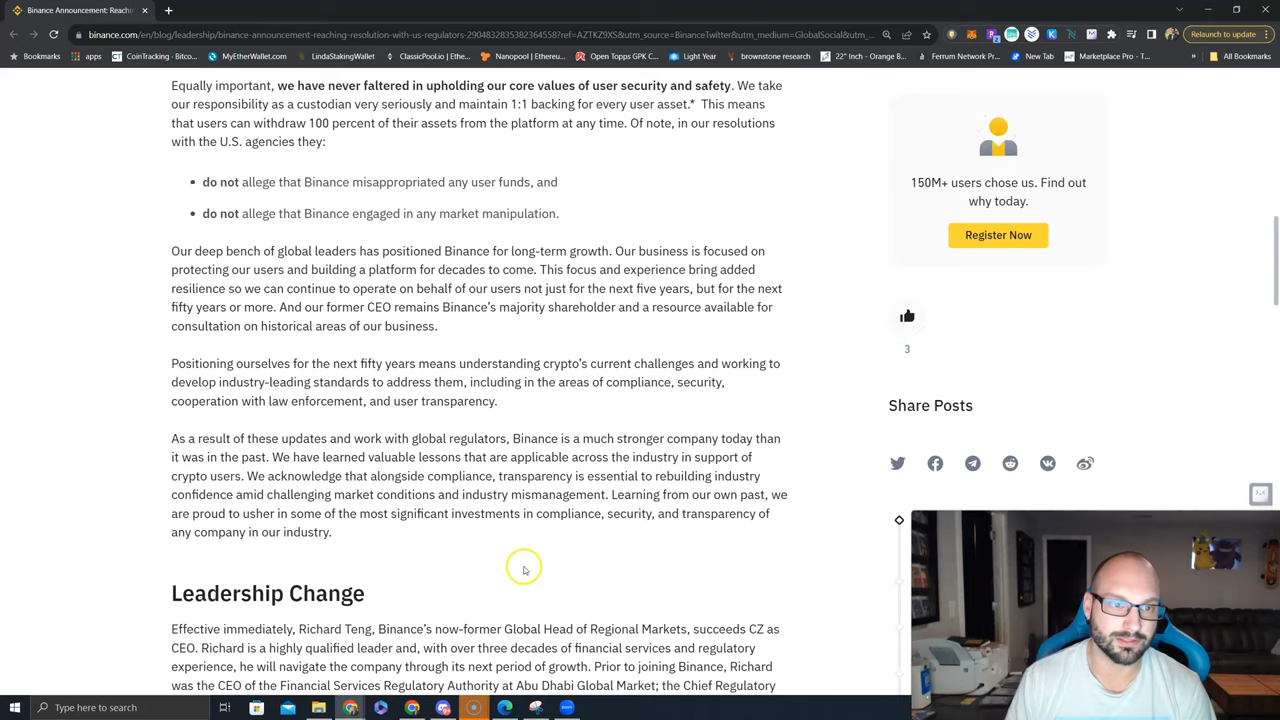 Binance Announcement: Reachi
binance.com/en/blog/leadership/binance-announcement-reaching-resolution-with-us-regulators-2904832835382364558?ref=AZTKZ9XS&utm_source=BinanceTwitter&utm_medium=GlobalSocial&utm_...
Relaunch to update
Bookmarks
CoinTracking · Bitco...
MyEtherWallet.com
LindaStakingWallet
ClassicPool.io | Ethe...
Nanopool | Ethereu...
Open Topps GPK C...
Light Year
brownhouse research
22" Inch - Orange B...
Ferrum Network Pr...
New Tab
Marketplace Pro - T...
All Bookmarks
Equally important, we have never faltered in upholding our core values of user security and safety. We take
our responsibility as a custodian very seriously and maintain 1:1 backing for every user asset.* This means
that users can withdraw 100 percent of their assets from the platform at any time. Of note, in our resolutions
with the U.S. agencies they:
• do not allege that Binance misappropriated any user funds, and
• do not allege that Binance engaged in any market manipulation.
Our deep bench of global leaders has positioned Binance for long-term growth. Our business is focused on
protecting our users and building a platform for decades to come. This focus and experience bring added
resilience so we can continue to operate on behalf of our users not just for the next five years, but for the next
fifty years or more. And our former CEO remains Binance's majority shareholder and a resource available for
consultation on historical areas of our business.
Positioning ourselves for the next fifty years means understanding crypto's current challenges and working to
develop industry-leading standards to address them, including in the areas of compliance, security,
cooperation with law enforcement, and user transparency.
As a result of these updates and work with global regulators, Binance is a much stronger company today than
it was in the past. We have learned valuable lessons that are applicable across the industry in support of
crypto users. We acknowledge that alongside compliance, transparency is essential to rebuilding industry
confidence amid challenging market conditions and industry mismanagement. Learning from our own past, we
are proud to usher in some of the most significant investments in compliance, security, and transparency of
any company in our industry.
Leadership Change
Effective immediately, Richard Teng, Binance's now-former Global Head of Regional Markets, succeeds CZ as
CEO. Richard is a highly qualified leader and, with over three decades of financial services and regulatory
experience, he will navigate the company through its next period of growth. Prior to joining Binance, Richard
was the CEO of the Financial Services Regulatory Authority at Abu Dhabi Global Market; the Chief Regulatory
150M+ users chose us. Find out
why today.
Register Now
3
Share Posts
Type here to search